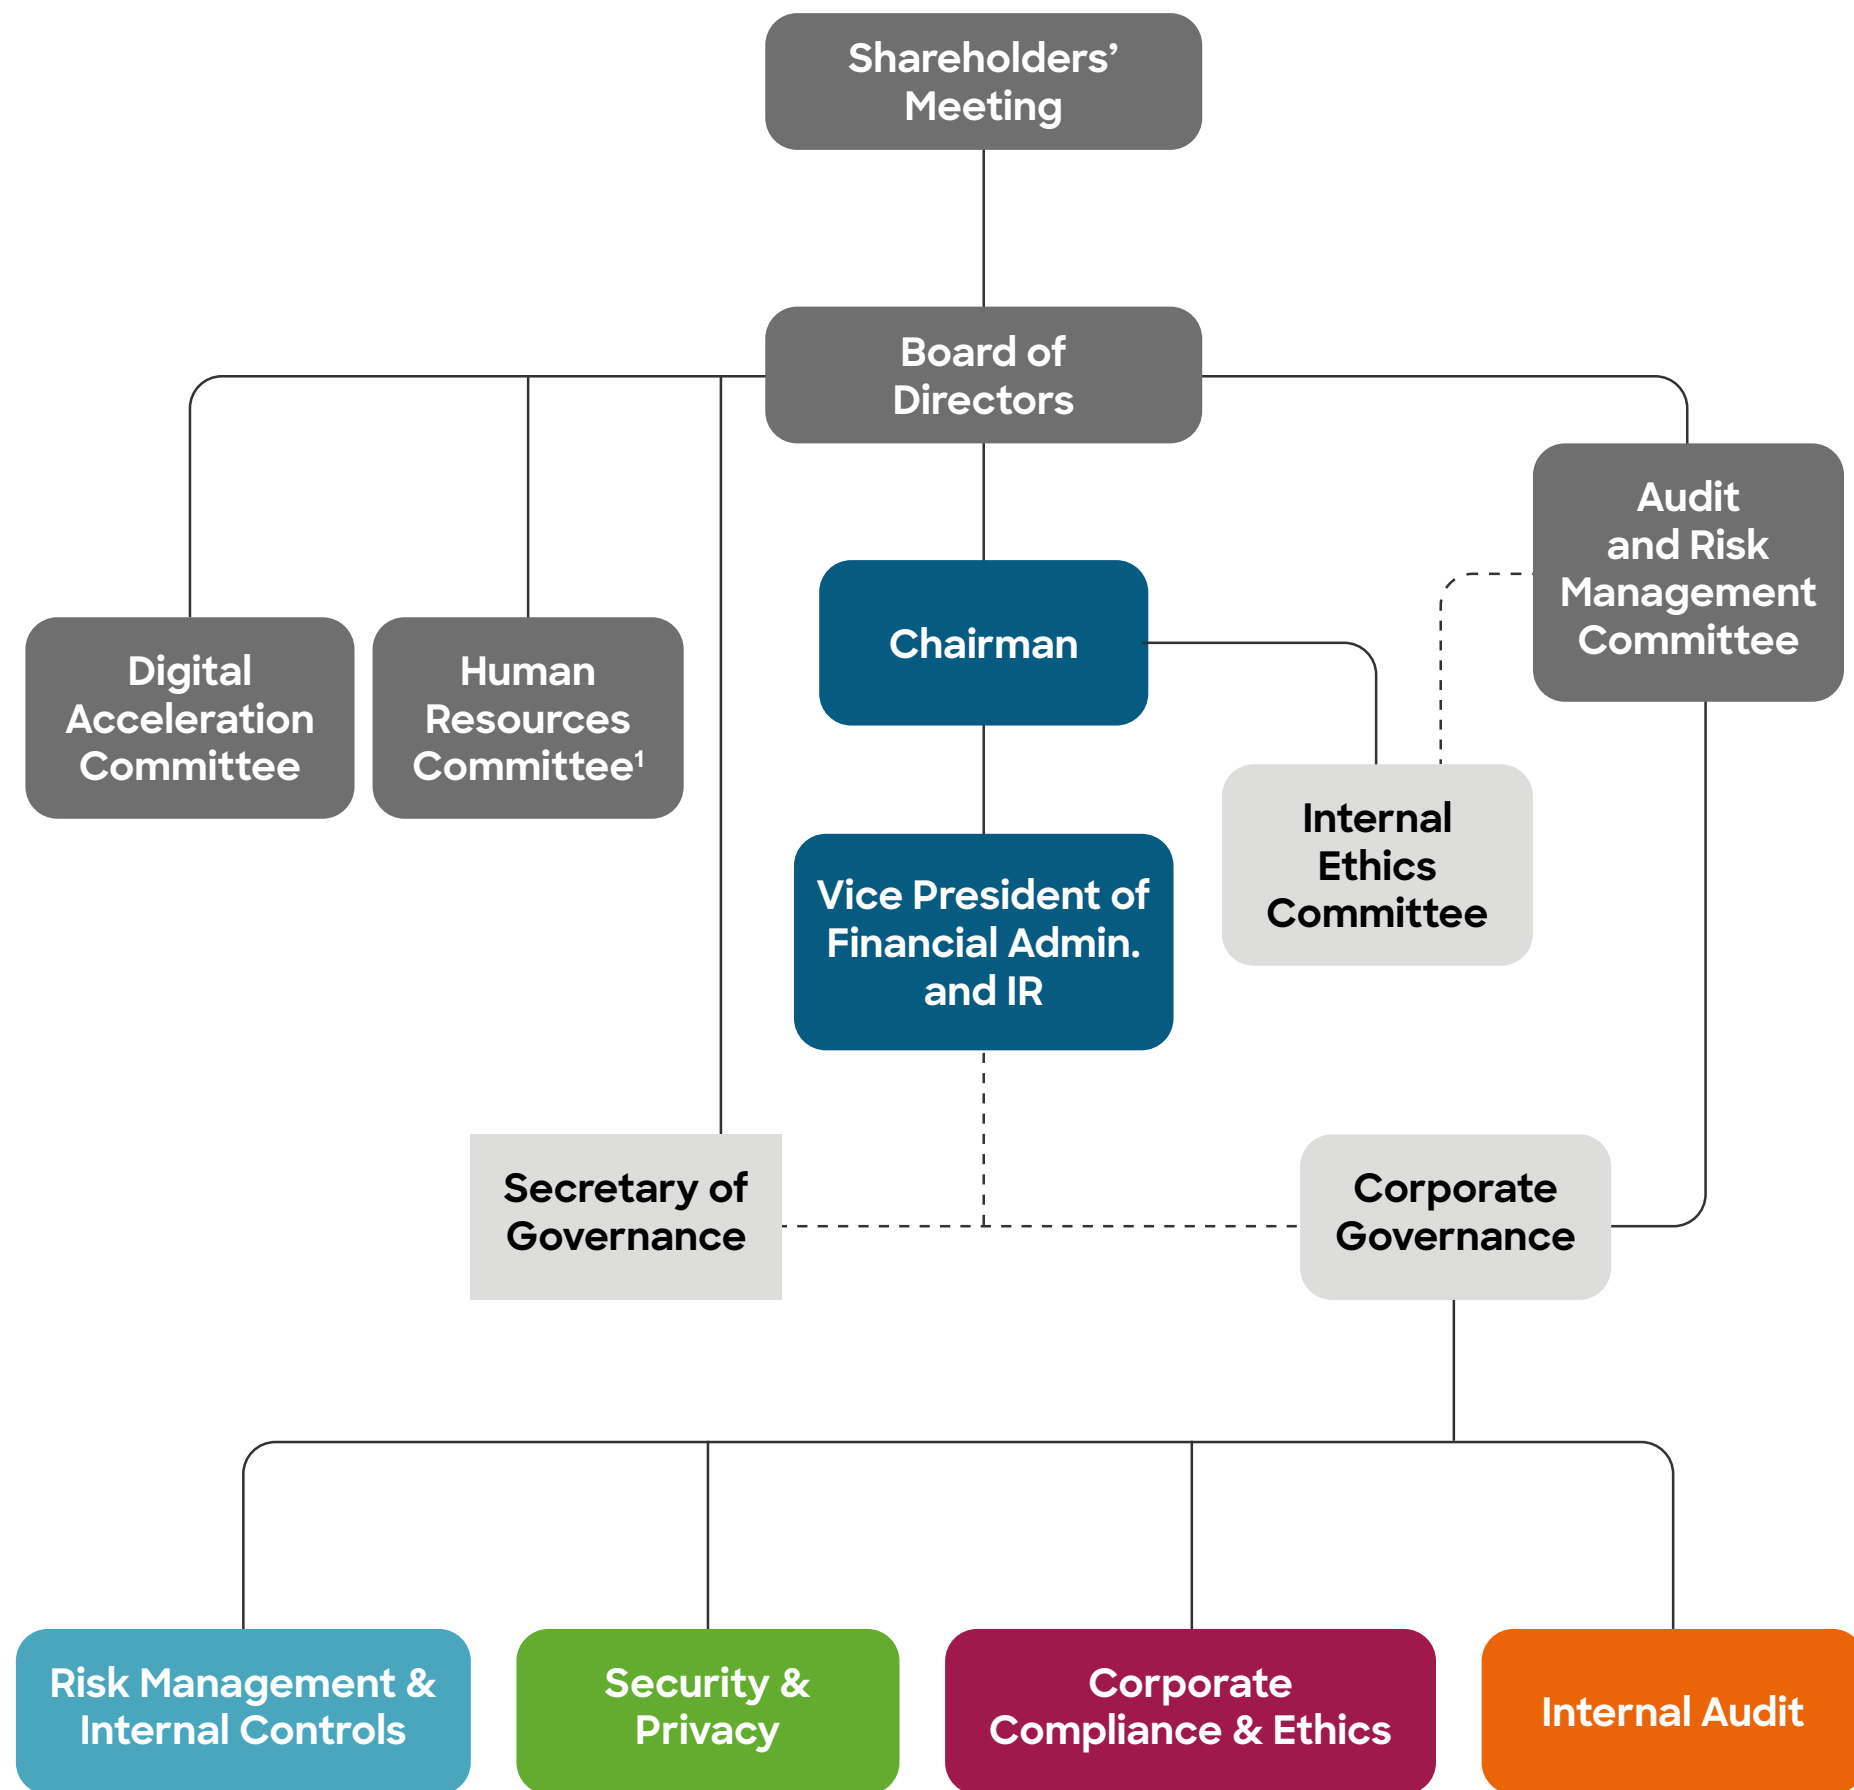 Shareholders’
Meeting
Board of
Directors
Audit
and Risk
Management
Committee
Chairman
Digital
Acceleration
Committee
Human
Resources
Committee¹
Internal
Ethics
Committee
Vice President of
Financial Admin.
and IR
Secretary of
Governance
Corporate
Governance
Risk Management &
Internal Controls
Security &
Privacy
Corporate
Compliance & Ethics
Internal Audit